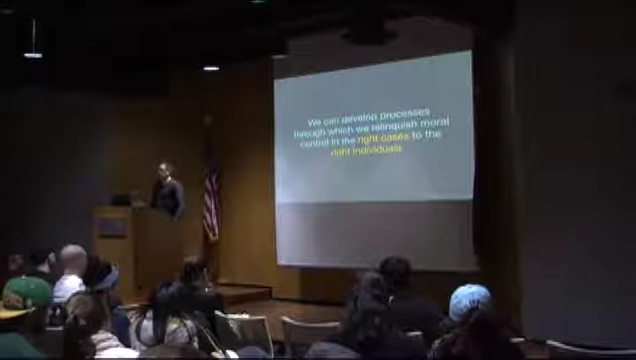 We can develop processes
through which we relinquish moral
control in the right cases to the
right individuals.